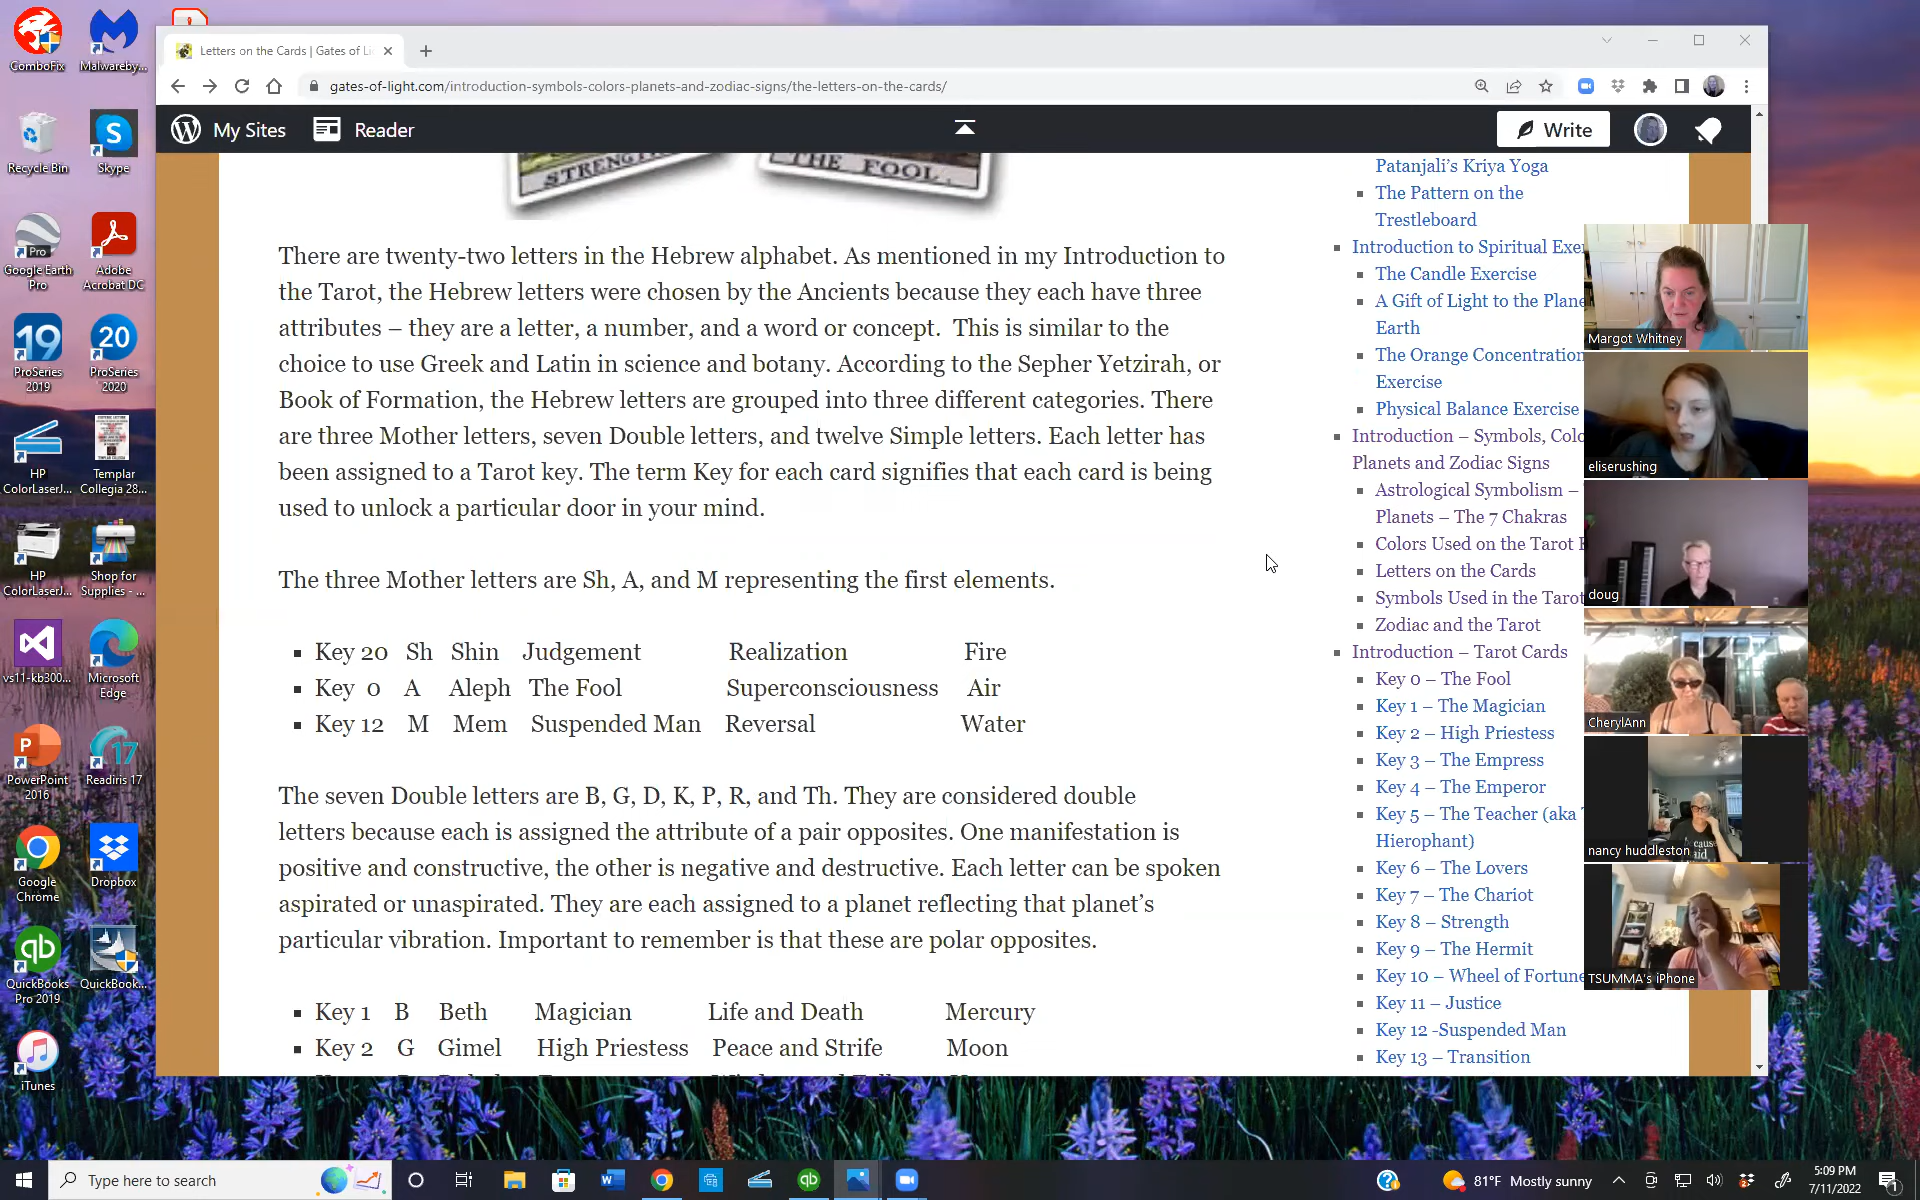 ComboFix
Malwareby...
Recycle Bin
Skype
Pro
Google Earth
Pro
Adobe
Acrobat DC
19
ProSeries
2019
20
ProSeries
2020
HP
ColorLaserJ...
Templar
Collegia 28...
HP
ColorLaserJ...
Shop for
Supplies - ...
vs11-kb300...
Microsoft
Edge
PowerPoint
2016
17
Readiris 17
Google
Chrome
Dropbox
qb
QuickBooks
Pro 2019
QuickBook...
iTunes
Letters on the Cards | Gates of Li
gates-of-light.com/introduction-symbols-colors-planets-and-zodiac-signs/the-letters-on-the-cards/
My Sites
Reader
Write
STRENGTH
THE FOOL.
There are twenty-two letters in the Hebrew alphabet. As mentioned in my Introduction to
the Tarot, the Hebrew letters were chosen by the Ancients because they each have three
attributes – they are a letter, a number, and a word or concept.  This is similar to the
choice to use Greek and Latin in science and botany. According to the Sepher Yetzirah, or
Book of Formation, the Hebrew letters are grouped into three different categories. There
are three Mother letters, seven Double letters, and twelve Simple letters. Each letter has
been assigned to a Tarot key. The term Key for each card signifies that each card is being
used to unlock a particular door in your mind.
The three Mother letters are Sh, A, and M representing the first elements.
Key 20 Sh Shin Judgement Realization Fire
Key 0 A Aleph The Fool Superconsciousness Air
Key 12 M Mem Suspended Man Reversal Water
The seven Double letters are B, G, D, K, P, R, and Th. They are considered double
letters because each is assigned the attribute of a pair opposites. One manifestation is
positive and constructive, the other is negative and destructive. Each letter can be spoken
aspirated or unaspirated. They are each assigned to a planet reflecting that planet's
particular vibration. Important to remember is that these are polar opposites.
Key 1 B Beth Magician Life and Death Mercury
Key 2 G Gimel High Priestess Peace and Strife Moon
Patanjali's Kriya Yoga
The Pattern on the
Trestleboard
Introduction to Spiritual Exer
The Candle Exercise
A Gift of Light to the Plane
Earth
The Orange Concentration
Exercise
Physical Balance Exercise
Introduction – Symbols, Colo
Planets and Zodiac Signs
Astrological Symbolism –
Planets – The 7 Chakras
Colors Used on the Tarot
Letters on the Cards
Symbols Used in the Tarot
Zodiac and the Tarot
Introduction – Tarot Cards
Key 0 – The Fool
Key 1 – The Magician
Key 2 – High Priestess
Key 3 – The Empress
Key 4 – The Emperor
Key 5 – The Teacher (aka
Hierophant)
Key 6 – The Lovers
Key 7 – The Chariot
Key 8 – Strength
Key 9 – The Hermit
Key 10 – Wheel of Fortune
Key 11 – Justice
Key 12 -Suspended Man
Key 13 – Transition
Margot Whitney
eliserushing
doug
CherylAnn
nancy huddleston
TSUMMA's iPhone
Type here to search
81°F Mostly sunny
5:09 PM
7/11/2022